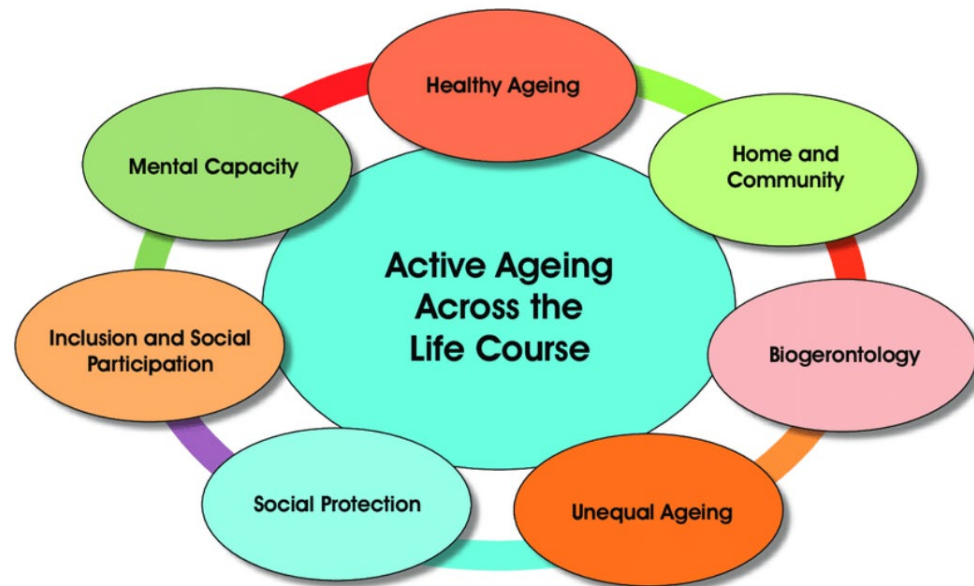 Healthy Ageing
Home and
Community
Biogerontology
Unequal Ageing
Social Protection
Inclusion and Social
Participation
Mental Capacity
Active Ageing
Across the
Life Course